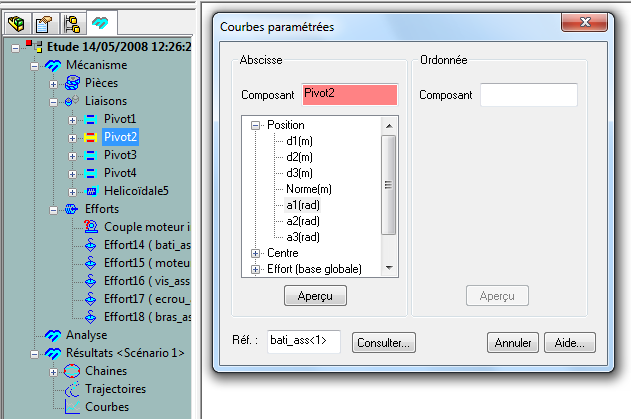 Etude 14/05/2008 12:26:2
Mécanisme
Pièces
Liaisons
Pivot1
Pivot2
Pivot3
Pivot4
Helicoïdale5
Efforts
Couple moteur i
Effort14 ( bati_as
Effort15 ( moteu
Effort16 ( vis_ass
Effort17 ( ecrou_
Effort18 ( bras_as
Analyse
Résultats <Scénario 1>
Chaines
Trajectoires
Courbes
Courbes paramétrées
Abscisse
Composant Pivot2
Position
d1(m)
d2(m)
d3(m)
Norme(m)
a1(rad)
a2(rad)
a3(rad)
Centre
Effort (base globale)
Aperçu
Ordonnée
Composant
Aperçu
Réf. : bati_ass<1> Consulter... Annuler Aide...